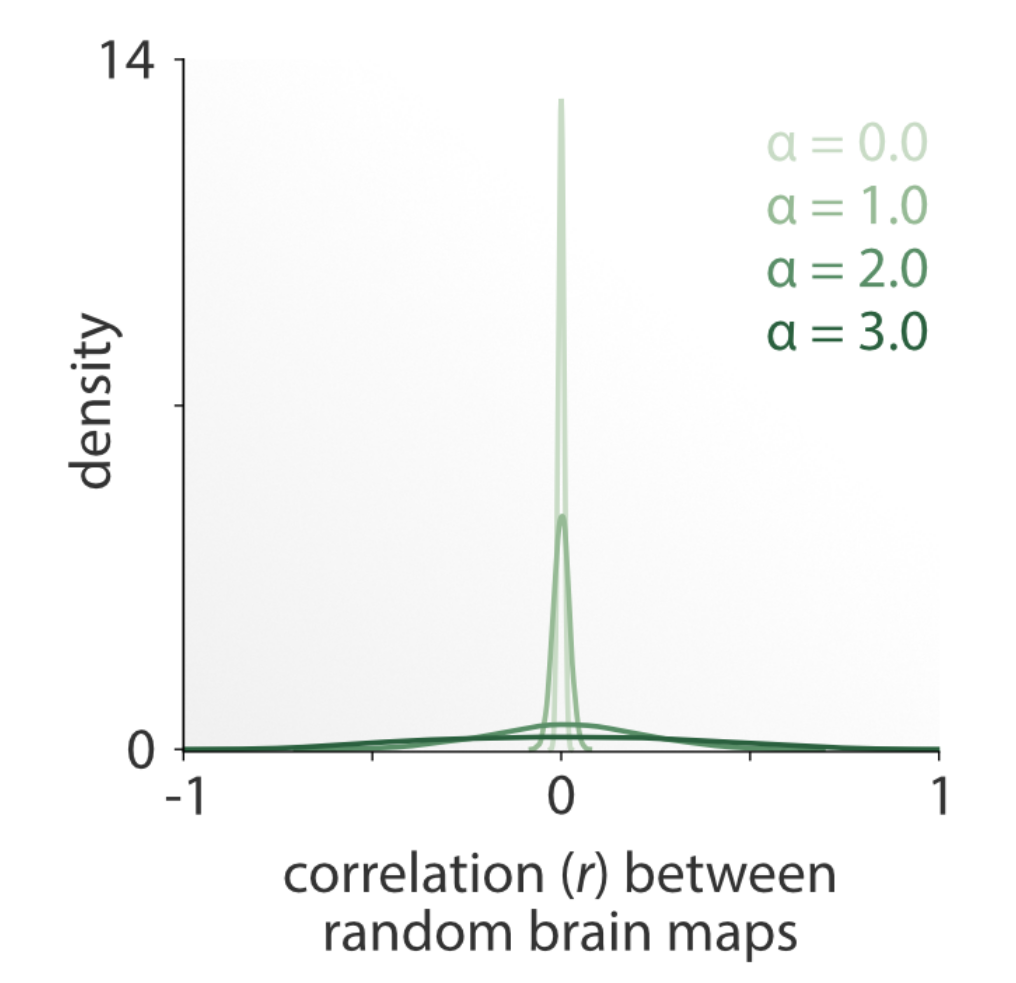 14
α = 0.0
α = 1.0
α = 2.0
α = 3.0
density
0
-1
0
1
correlation (r) between
random brain maps